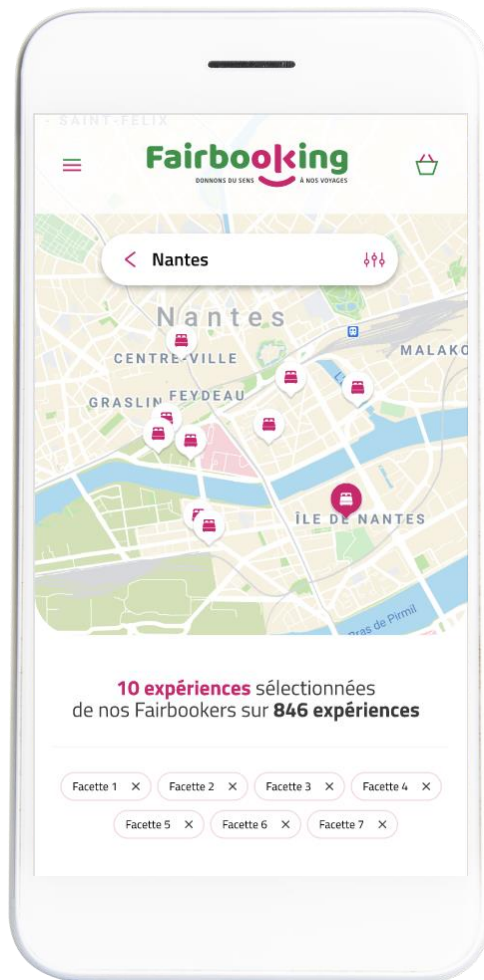 SAINT-FELIX
Fairbooking
DONNONS DU SENS À NOS VOYAGES
Nantes
Nantes
CENTRE-VILLE
MALAKO
GRASLIN FEYDEAU
ÎLE DE NANTES
Bras de Pirmil
10 expériences sélectionnées
de nos Fairbookers sur 846 expériences
Facette 1 × Facette 2 × Facette 3 × Facette 4 ×
Facette 5 × Facette 6 × Facette 7 ×